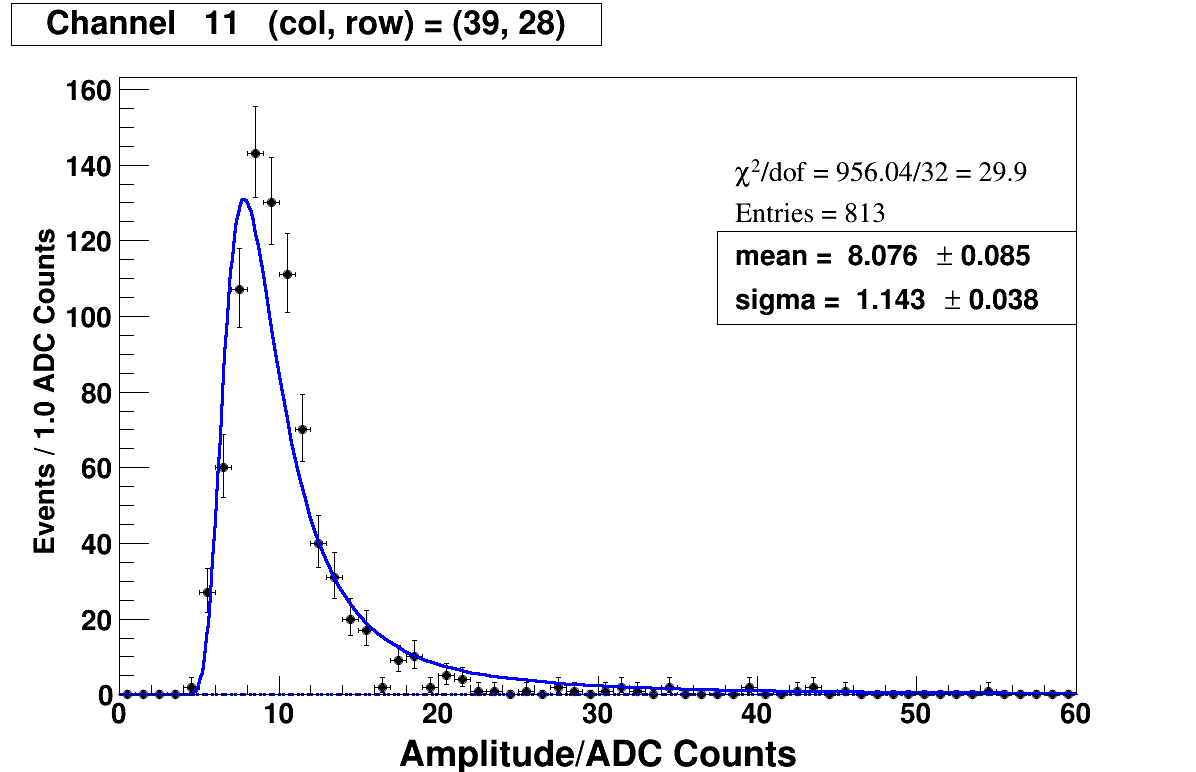 Channel 11 (col, row) = (39, 28)
160
140
120
100
80
60
40
20
0
Events / 1.0 ADC Counts
χ²/dof = 956.04/32 = 29.9
Entries = 813
mean = 8.076 ± 0.085
sigma = 1.143 ± 0.038
0 10 20 30 40 50 60
Amplitude/ADC Counts